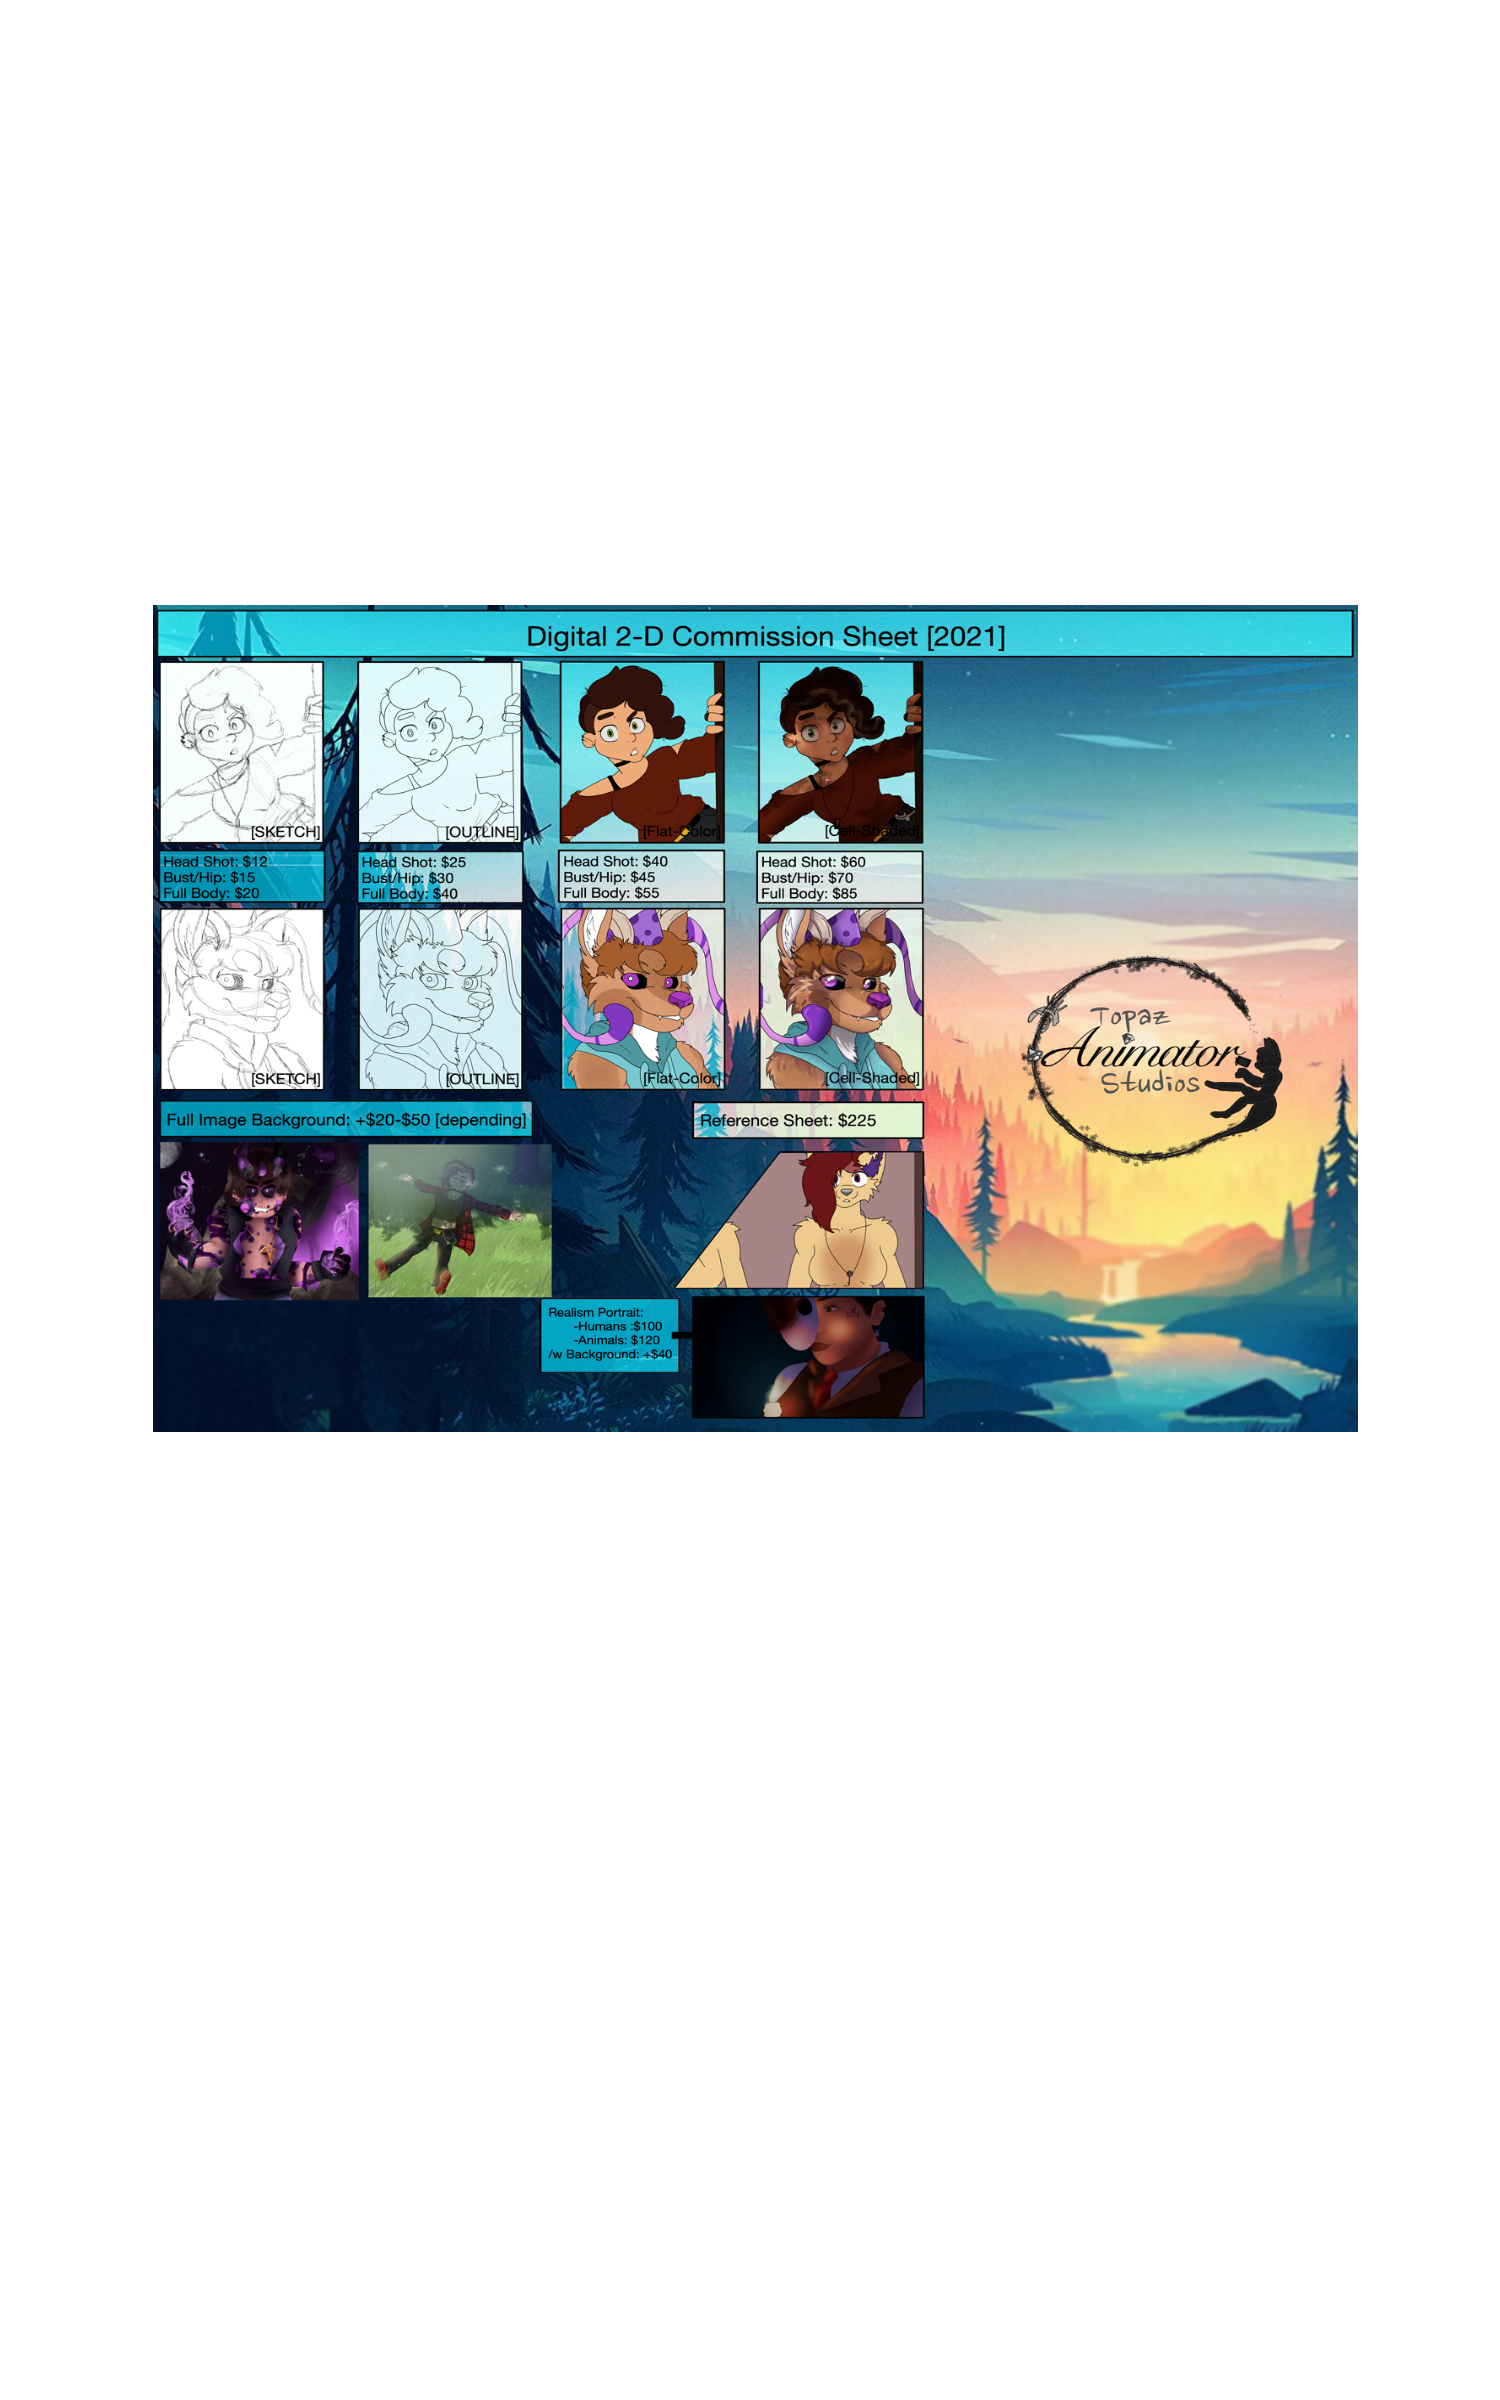 Digital 2-D Commission Sheet [2021]
[SKETCH]
[OUTLINE]
[Flat-Color]
[Cell-Shaded]
Head Shot: $12
Bust/Hip: $15
Full Body: $20
Head Shot: $25
Bust/Hip: $30
Full Body: $40
Head Shot: $40
Bust/Hip: $45
Full Body: $55
Head Shot: $60
Bust/Hip: $70
Full Body: $85
[SKETCH]
[OUTLINE]
[Flat-Color]
[Cell-Shaded]
Topaz
Animator
Studios
Full Image Background: +$20-$50 [depending]
Reference Sheet: $225
Realism Portrait:
-Humans :$100
-Animals: $120
/w Background: +$40